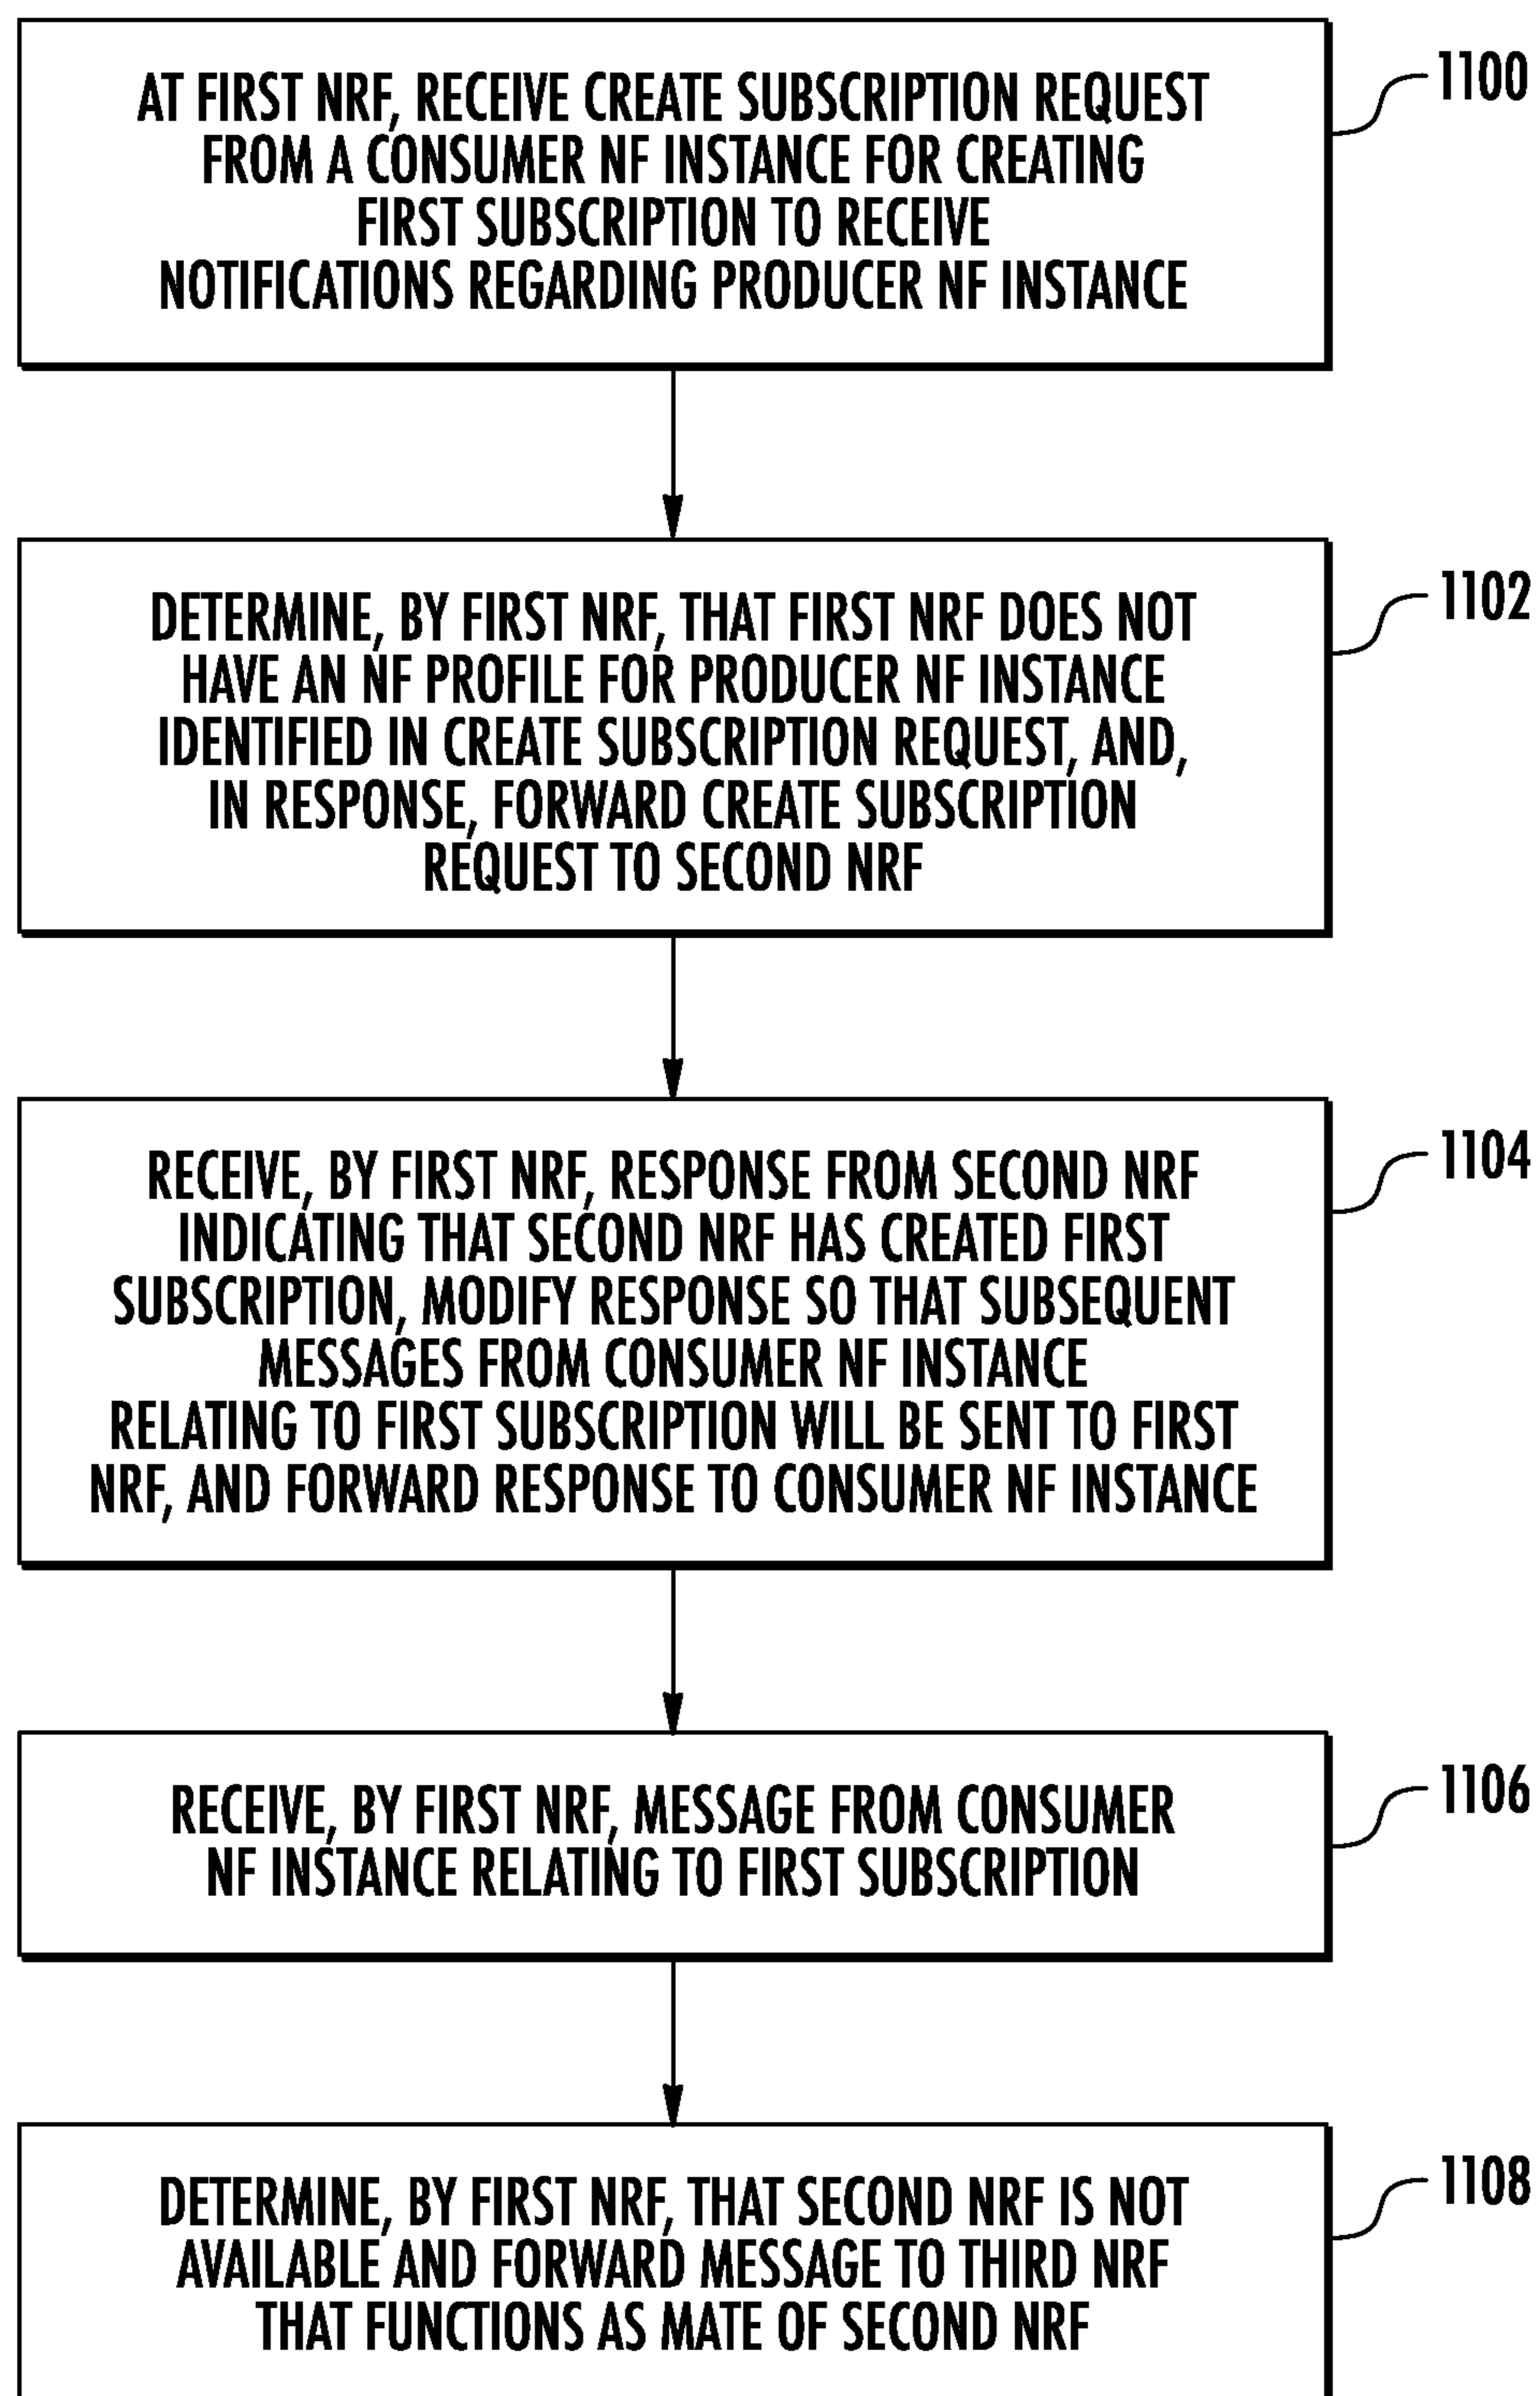 AT FIRST NRF, RECEIVE CREATE SUBSCRIPTION REQUEST
FROM A CONSUMER NF INSTANCE FOR CREATING
FIRST SUBSCRIPTION TO RECEIVE
NOTIFICATIONS REGARDING PRODUCER NF INSTANCE
1100
DETERMINE, BY FIRST NRF, THAT FIRST NRF DOES NOT
HAVE AN NF PROFILE FOR PRODUCER NF INSTANCE
IDENTIFIED IN CREATE SUBSCRIPTION REQUEST, AND,
IN RESPONSE, FORWARD CREATE SUBSCRIPTION
REQUEST TO SECOND NRF
1102
RECEIVE, BY FIRST NRF, RESPONSE FROM SECOND NRF
INDICATING THAT SECOND NRF HAS CREATED FIRST
SUBSCRIPTION, MODIFY RESPONSE SO THAT SUBSEQUENT
MESSAGES FROM CONSUMER NF INSTANCE
RELATING TO FIRST SUBSCRIPTION WILL BE SENT TO FIRST
NRF, AND FORWARD RESPONSE TO CONSUMER NF INSTANCE
1104
RECEIVE, BY FIRST NRF, MESSAGE FROM CONSUMER
NF INSTANCE RELATING TO FIRST SUBSCRIPTION
1106
DETERMINE, BY FIRST NRF, THAT SECOND NRF IS NOT
AVAILABLE AND FORWARD MESSAGE TO THIRD NRF
THAT FUNCTIONS AS MATE OF SECOND NRF
1108